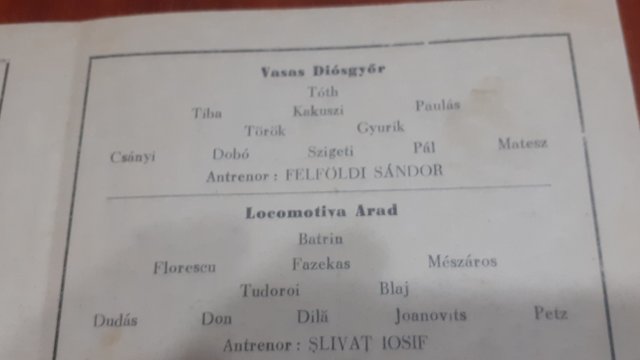 Vasas Diósgyőr
Tóth
Tiba Kakuszi Paulás
Török Gyurik
Csányi Dobó Szigeti Pál Matesz
Antrenor : FELFÖLDI SÁNDOR
Locomotiva Arad
Batrin
Florescu Fazekas Mészáros
Tudoroi Blaj
Dudás Don Dilă Joanovits Petz
Antrenor : ȘLIVAȚ IOSIF